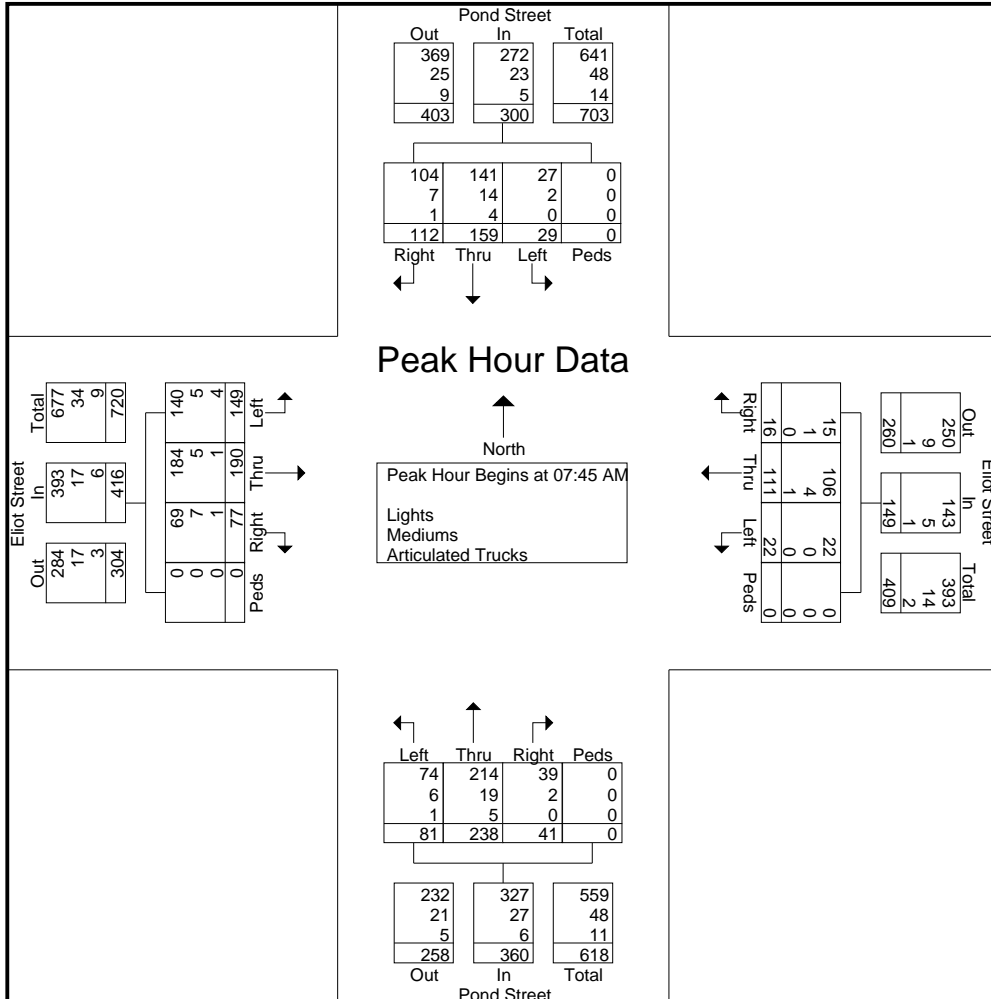 Pond Street
Out In Total
369 272 641
25 23 48
9 5 14
403 300 703
104 141 27 0
7 14 2 0
1 4 0 0
112 159 29 0
Right Thru Left Peds
Peak Hour Data
North
Peak Hour Begins at 07:45 AM
Lights
Mediums
Articulated Trucks
Eliot Street
Out In Total
284 393 677
17 17 34
3 6 9
304 416 720
0 69 184 140
0 7 5 5
0 1 1 4
0 77 190 149
Peds Right Thru Left
Eliot Street
Out In Total
250 143 393
9 5 14
1 1 2
260 149 409
15 106 22 0
1 4 0 0
0 1 0 0
16 111 22 0
Right Thru Left Peds
Left Thru Right Peds
74 214 39 0
6 19 2 0
1 5 0 0
81 238 41 0
232 327 559
21 27 48
5 6 11
258 360 618
Out In Total
Pond Street